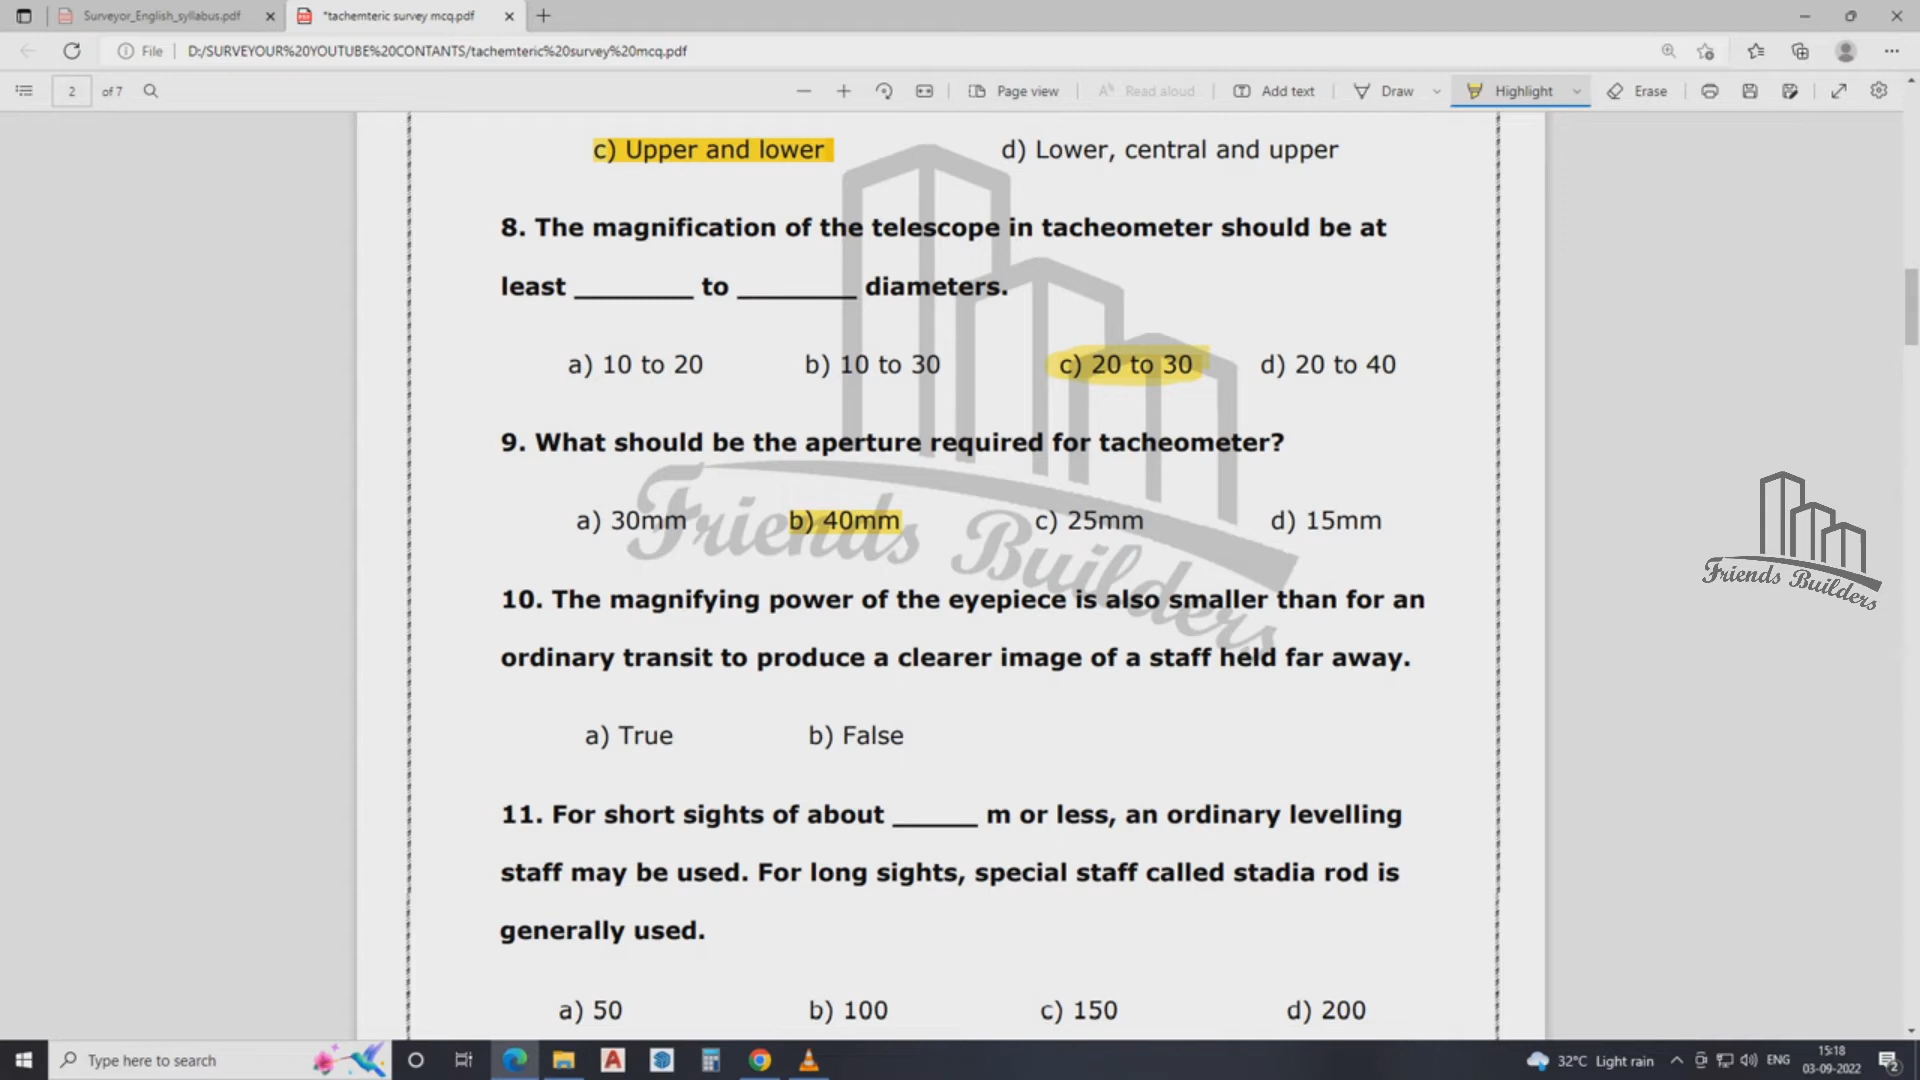 Surveyor_English_syllabus.pdf
*tachemteric survey mcq.pdf
File
D:/SURVEYOUR%20YOUTUBE%20CONTANTS/tachemteric%20survey%20mcq.pdf
2 of 7
Page view
Read aloud
Add text
Draw
Highlight
Erase
c) Upper and lower d) Lower, central and upper
8. The magnification of the telescope in tacheometer should be at
least ________ to ________ diameters.
a) 10 to 20 b) 10 to 30 c) 20 to 30 d) 20 to 40
9. What should be the aperture required for tacheometer?
a) 30mm b) 40mm c) 25mm d) 15mm
Friends Builders
10. The magnifying power of the eyepiece is also smaller than for an
ordinary transit to produce a clearer image of a staff held far away.
a) True b) False
11. For short sights of about ______ m or less, an ordinary levelling
staff may be used. For long sights, special staff called stadia rod is
generally used.
a) 50 b) 100 c) 150 d) 200
Friends Builders
Type here to search
32°C Light rain
ENG
15:18
03-09-2022
2